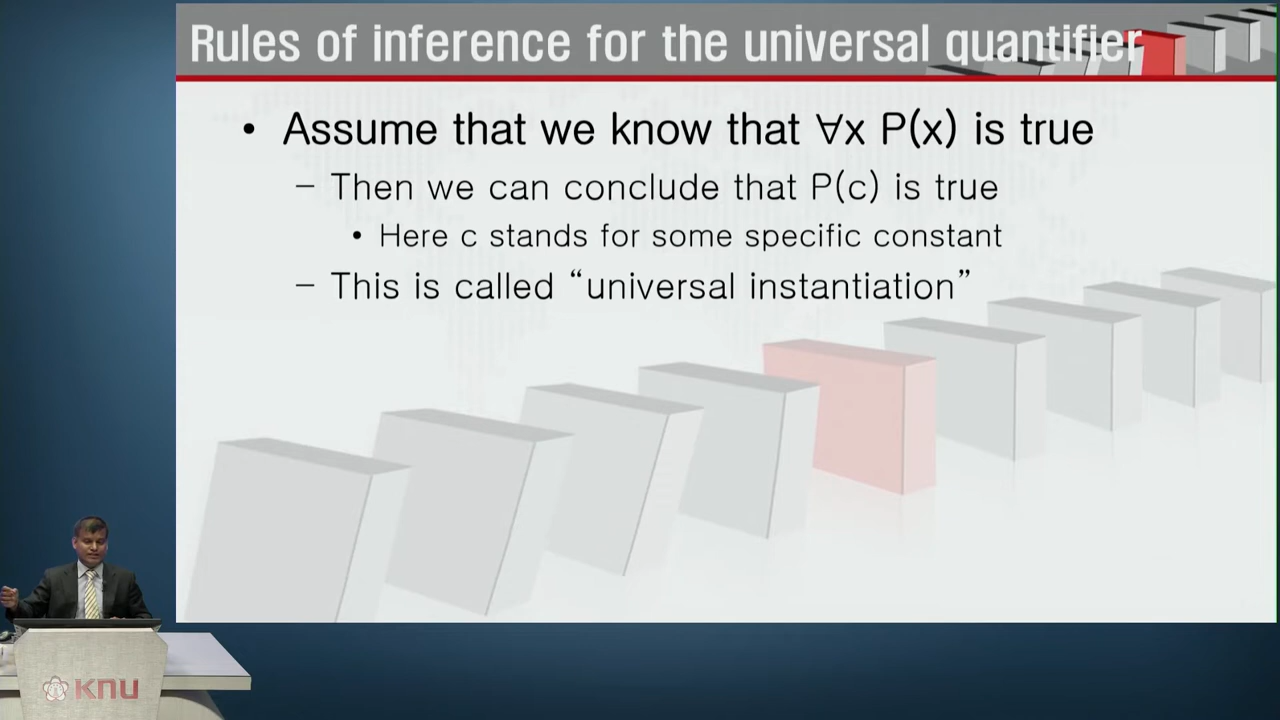 Rules of inference for the universal quantifier
• Assume that we know that ∀x P(x) is true
– Then we can conclude that P(c) is true
• Here c stands for some specific constant
– This is called “universal instantiation”
KNU